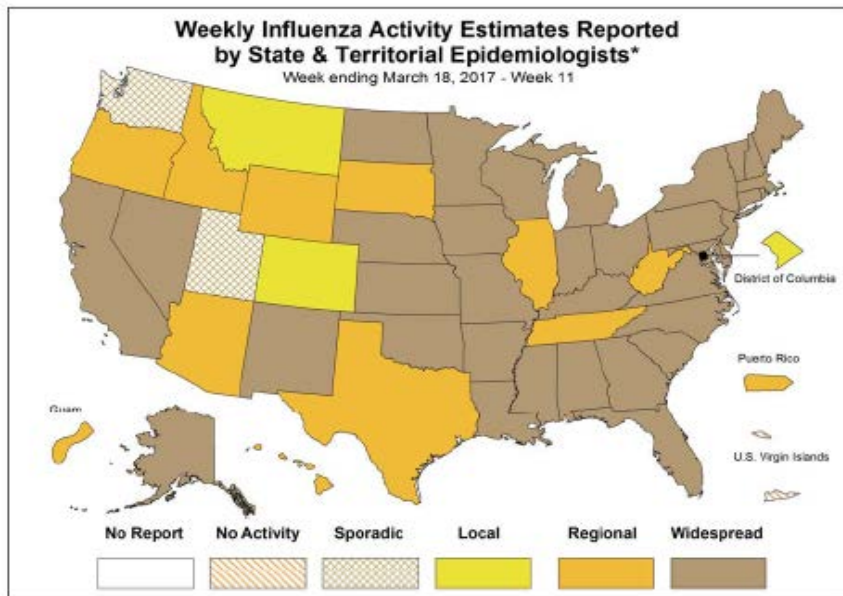 Weekly Influenza Activity Estimates Reported
by State & Territorial Epidemiologists*
Week ending March 18, 2017 - Week 11
District of Columbia
Puerto Rico
Guam
U.S. Virgin Islands
No Report No Activity Sporadic Local Regional Widespread